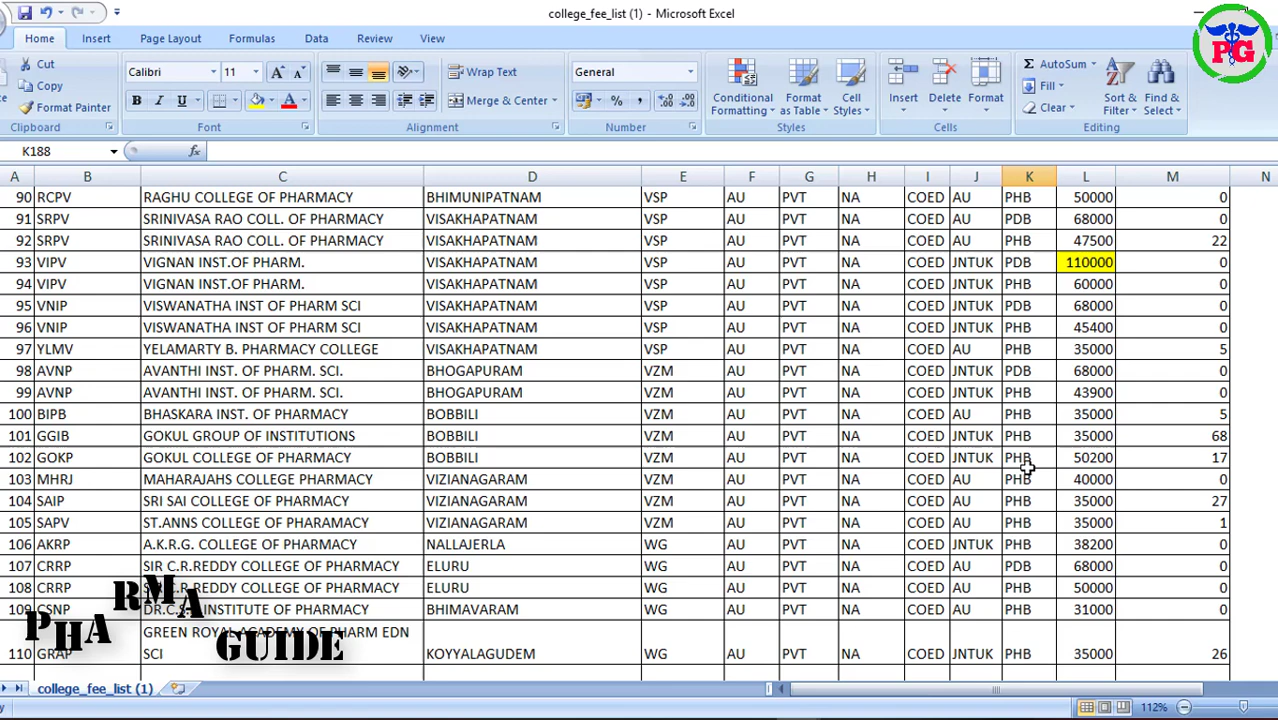 college_fee_list (1) - Microsoft Excel
PG
Home Insert Page Layout Formulas Data Review View
Cut
Copy
Format Painter
Clipboard
Calibri 11 A A
B I U A
Font
Wrap Text
Merge & Center
Alignment
General
% ,
Number
Conditional Formatting
Format as Table
Cell Styles
Styles
Insert Delete Format
Cells
Σ AutoSum
Fill
Clear
Sort & Filter
Find & Select
Editing
K188 fx
A B C D E F G H I J K L M N
90 RCPV RAGHU COLLEGE OF PHARMACY BHIMUNIPATNAM VSP AU PVT NA COED AU PHB 50000 0
91 SRPV SRINIVASA RAO COLL. OF PHARMACY VISAKHAPATNAM VSP AU PVT NA COED AU PDB 68000 0
92 SRPV SRINIVASA RAO COLL. OF PHARMACY VISAKHAPATNAM VSP AU PVT NA COED AU PHB 47500 22
93 VIPV VIGNAN INST.OF PHARM. VISAKHAPATNAM VSP AU PVT NA COED JNTUK PDB 110000 0
94 VIPV VIGNAN INST.OF PHARM. VISAKHAPATNAM VSP AU PVT NA COED JNTUK PHB 60000 0
95 VNIP VISWANATHA INST OF PHARM SCI VISAKHAPATNAM VSP AU PVT NA COED JNTUK PDB 68000 0
96 VNIP VISWANATHA INST OF PHARM SCI VISAKHAPATNAM VSP AU PVT NA COED JNTUK PHB 45400 0
97 YLMV YELAMARTY B. PHARMACY COLLEGE VISAKHAPATNAM VSP AU PVT NA COED AU PHB 35000 5
98 AVNP AVANTHI INST. OF PHARM. SCI. BHOGAPURAM VZM AU PVT NA COED JNTUK PDB 68000 0
99 AVNP AVANTHI INST. OF PHARM. SCI. BHOGAPURAM VZM AU PVT NA COED JNTUK PHB 43900 0
100 BIPB BHASKARA INST. OF PHARMACY BOBBILI VZM AU PVT NA COED AU PHB 35000 5
101 GGIB GOKUL GROUP OF INSTITUTIONS BOBBILI VZM AU PVT NA COED JNTUK PHB 35000 68
102 GOKP GOKUL COLLEGE OF PHARMACY BOBBILI VZM AU PVT NA COED JNTUK PHB 50200 17
103 MHRJ MAHARAJAHS COLLEGE PHARMACY VIZIANAGARAM VZM AU PVT NA COED AU PHB 40000 0
104 SAIP SRI SAI COLLEGE OF PHARMACY VIZIANAGARAM VZM AU PVT NA COED AU PHB 35000 27
105 SAPV ST.ANNS COLLEGE OF PHARAMACY VIZIANAGARAM VZM AU PVT NA COED AU PHB 35000 1
106 AKRP A.K.R.G. COLLEGE OF PHARMACY NALLAJERLA WG AU PVT NA COED JNTUK PHB 38200 0
107 CRRP SIR C.R.REDDY COLLEGE OF PHARMACY ELURU WG AU PVT NA COED AU PDB 68000 0
108 CRRP C.R.REDDY COLLEGE OF PHARMACY ELURU WG AU PVT NA COED AU PHB 50000 0
109 CSNP DR.C.S. INSTITUTE OF PHARMACY BHIMAVARAM WG AU PVT NA COED AU PHB 31000 0
GREEN ROYAL ACADEMY OF PHARM EDN
110 GRAP SCI KOYYALAGUDEM WG AU PVT NA COED JNTUK PHB 35000 26
PHARMA
GUIDE
college_fee_list (1)
112%